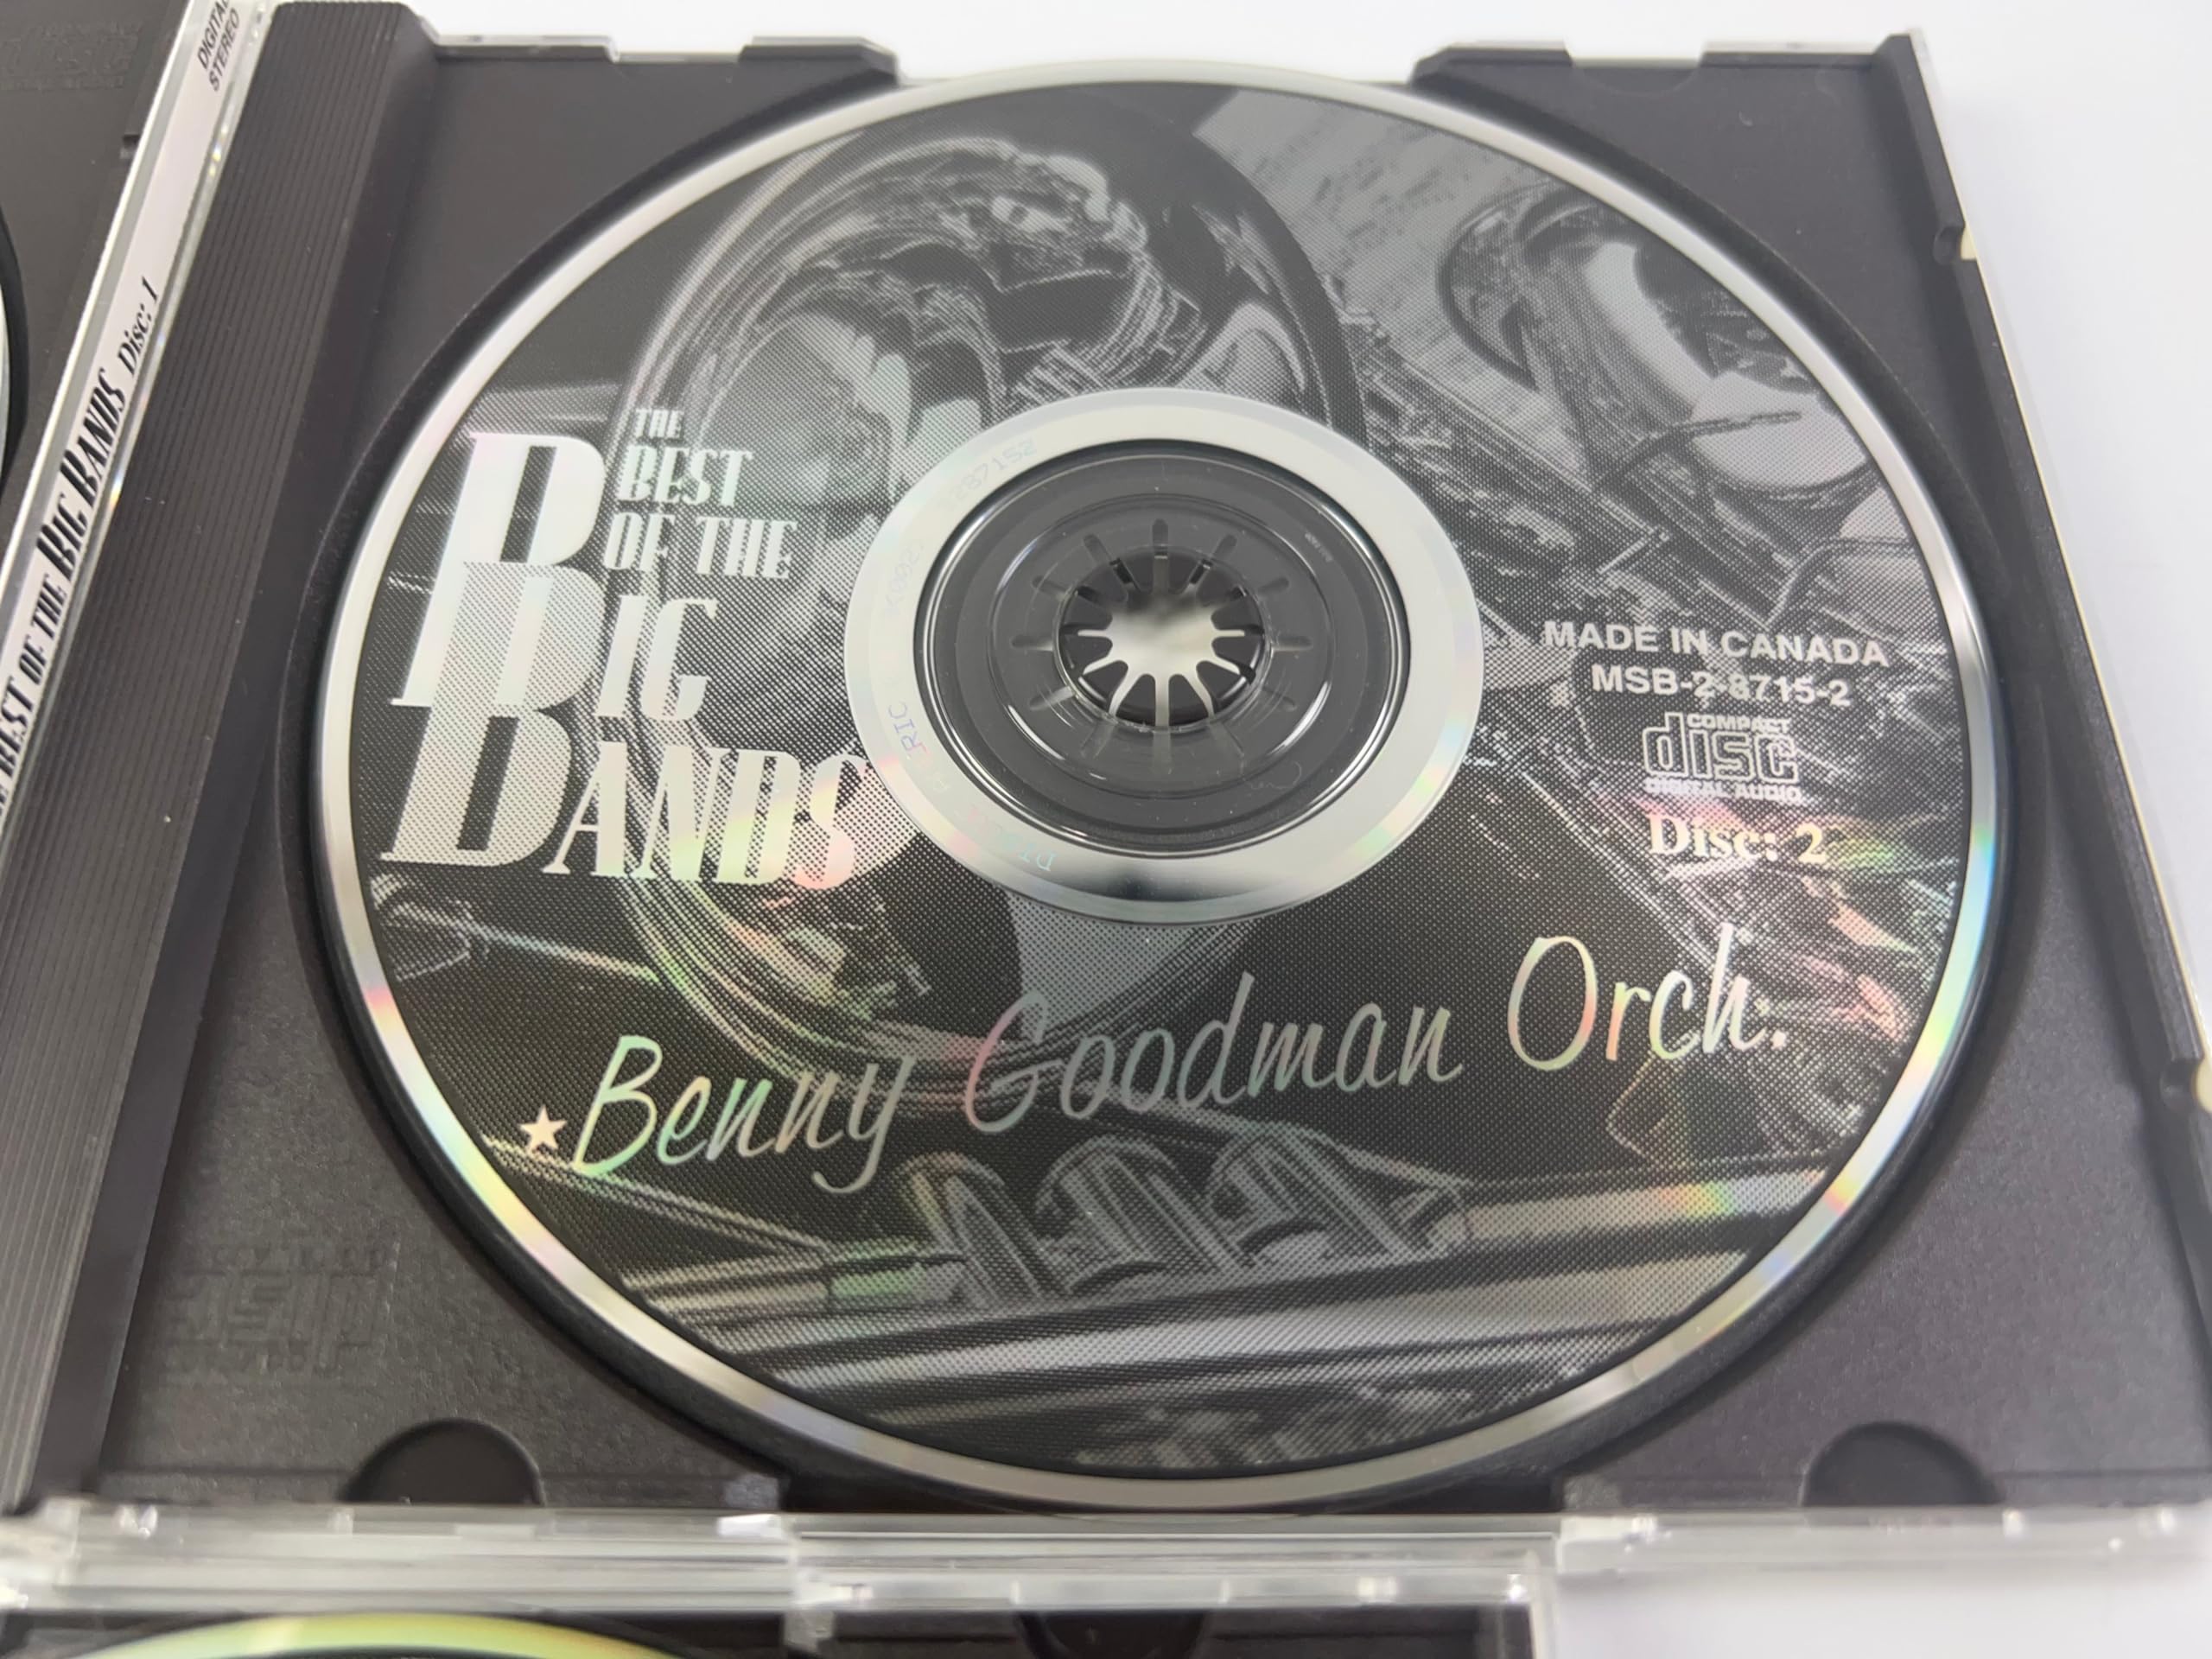 DIGITAL
STEREO
BEST OF THE BIG BANDS Disc: 1
THE
BEST
OF THE
BIG
BANDS
MADE IN CANADA
MSB-2-8715-2
COMPACT
disc
DIGITAL AUDIO
Disc: 2
Benny Goodman Orch.